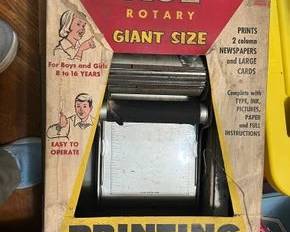 ROTARY
GIANT SIZE
PRINTS
2 column
NEWSPAPERS
and LARGE
CARDS
For Boys and Girls
8 to 16 YEARS
Complete with
TYPE, INK,
PICTURES,
PAPER
and FULL
INSTRUCTIONS
EASY TO
OPERATE
PRINTING